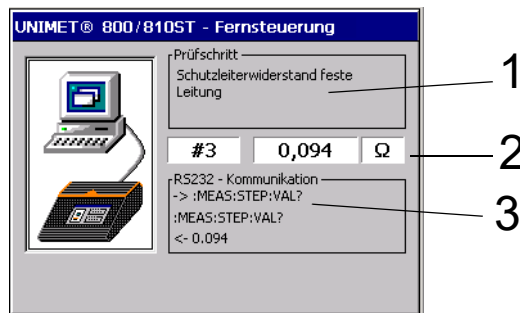 UNIMET® 800/810ST - Fernsteuerung
Prüfschritt
Schutzleiterwiderstand feste
Leitung
1
#3 0,094 Ω
2
RS232 - Kommunikation
-> :MEAS:STEP:VAL?
3
:MEAS:STEP:VAL?
<- 0.094